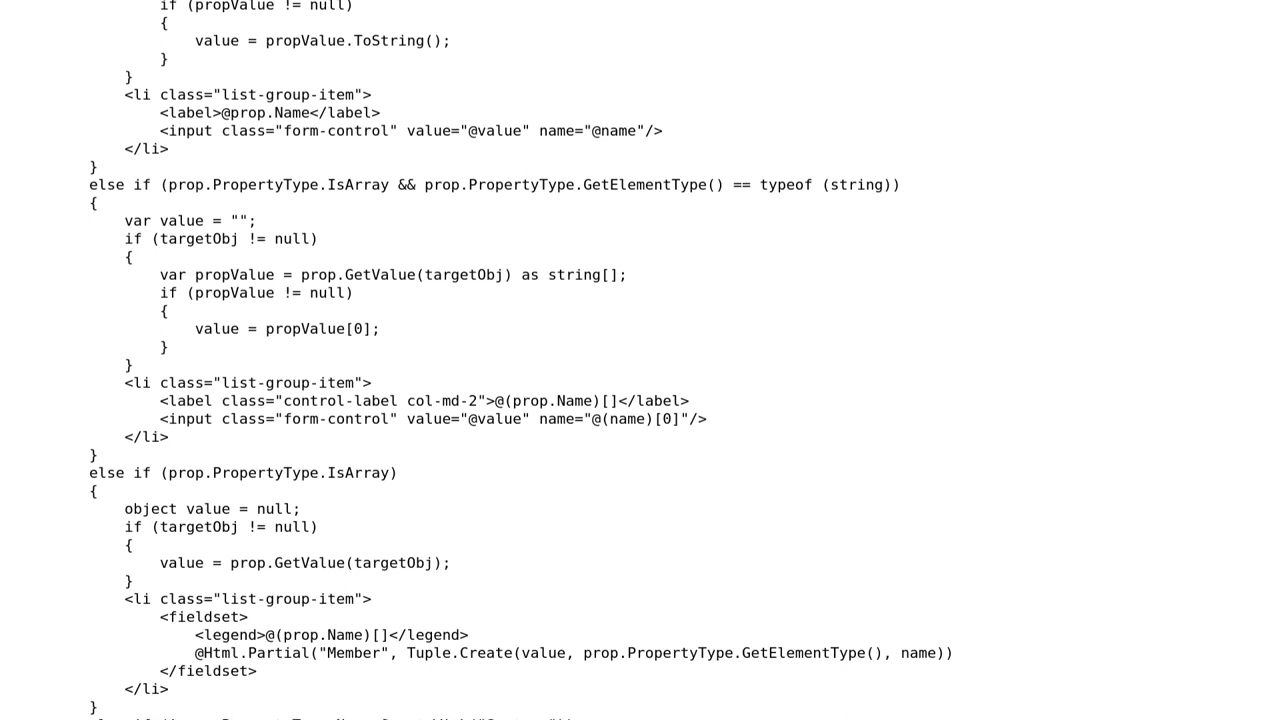 if (propValue != null)
            {
                value = propValue.ToString();
            }
        }
        <li class="list-group-item">
            <label>@prop.Name</label>
            <input class="form-control" value="@value" name="@name"/>
        </li>
    }
    else if (prop.PropertyType.IsArray && prop.PropertyType.GetElementType() == typeof (string))
    {
        var value = "";
        if (targetObj != null)
        {
            var propValue = prop.GetValue(targetObj) as string[];
            if (propValue != null)
            {
                value = propValue[0];
            }
        }
        <li class="list-group-item">
            <label class="control-label col-md-2">@(prop.Name)[]</label>
            <input class="form-control" value="@value" name="@(name)[0]"/>
        </li>
    }
    else if (prop.PropertyType.IsArray)
    {
        object value = null;
        if (targetObj != null)
        {
            value = prop.GetValue(targetObj);
        }
        <li class="list-group-item">
            <fieldset>
                <legend>@(prop.Name)[]</legend>
                @Html.Partial("Member", Tuple.Create(value, prop.PropertyType.GetElementType(), name))
            </fieldset>
        </li>
    }